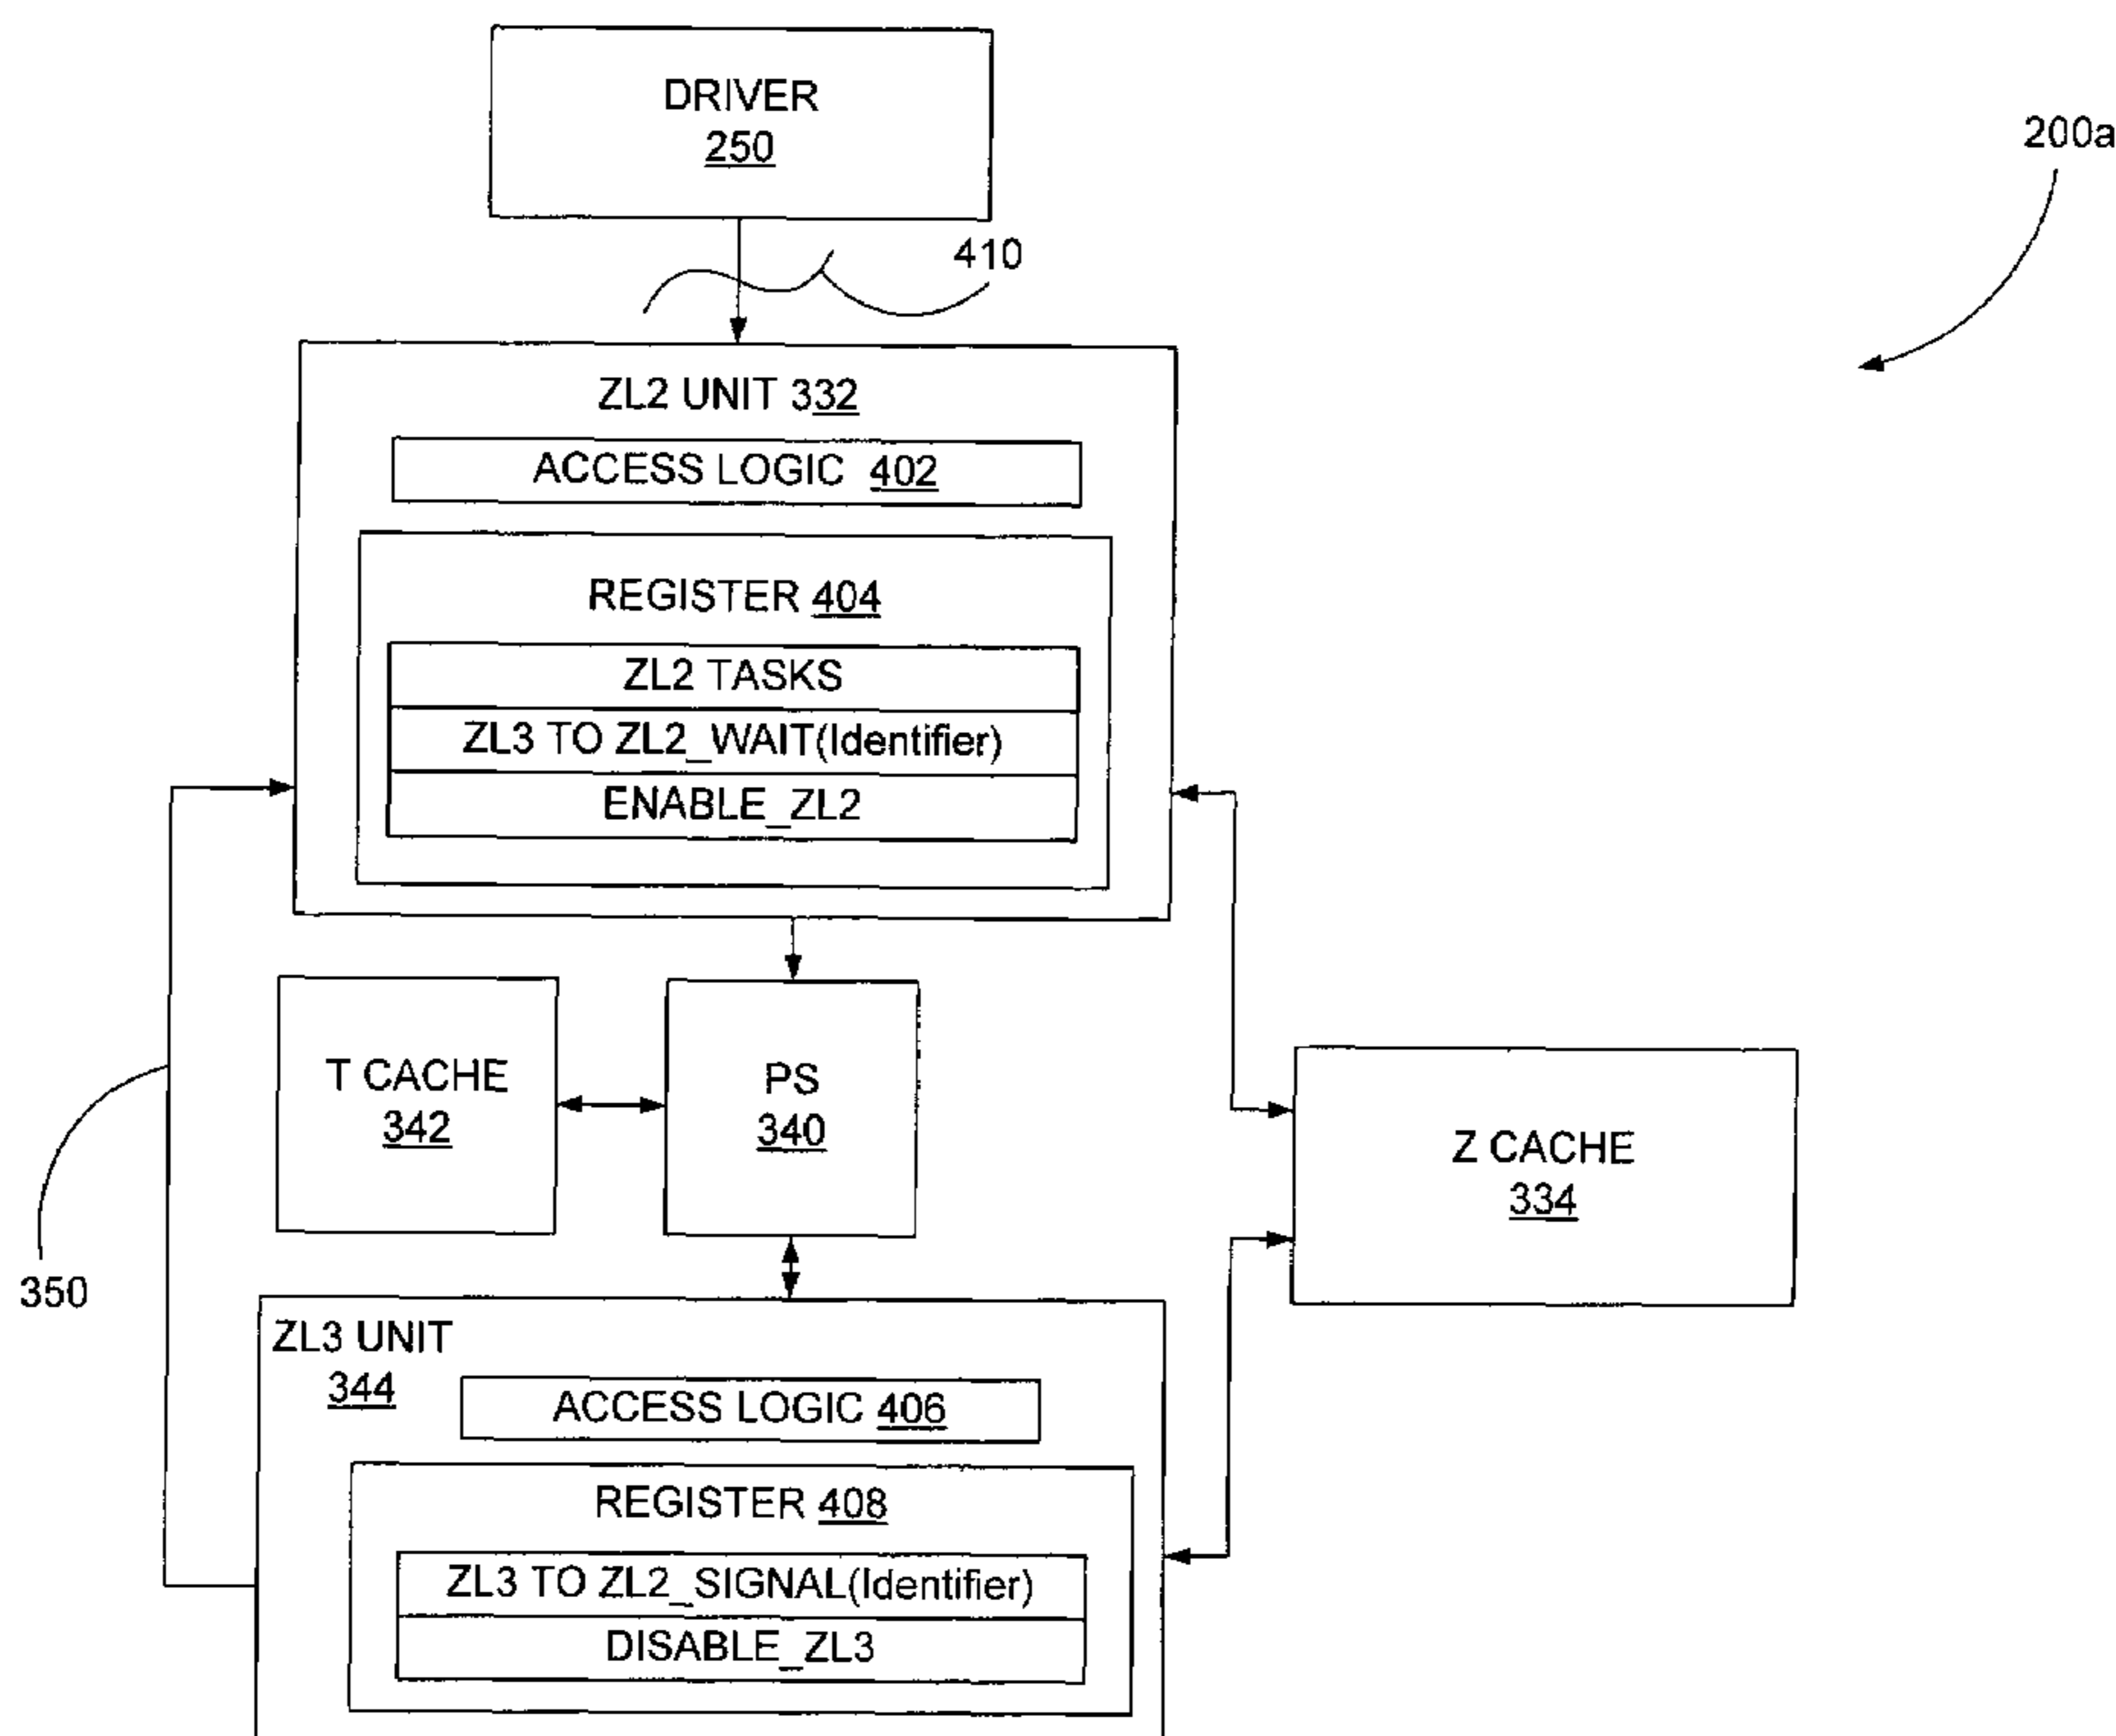 DRIVER
250
200a
410
ZL2 UNIT 332
ACCESS LOGIC 402
REGISTER 404
ZL2 TASKS
ZL3 TO ZL2_WAIT(Identifier)
ENABLE_ZL2
T CACHE
342
PS
340
Z CACHE
334
350
ZL3 UNIT
344
ACCESS LOGIC 406
REGISTER 408
ZL3 TO ZL2_SIGNAL(Identifier)
DISABLE_ZL3